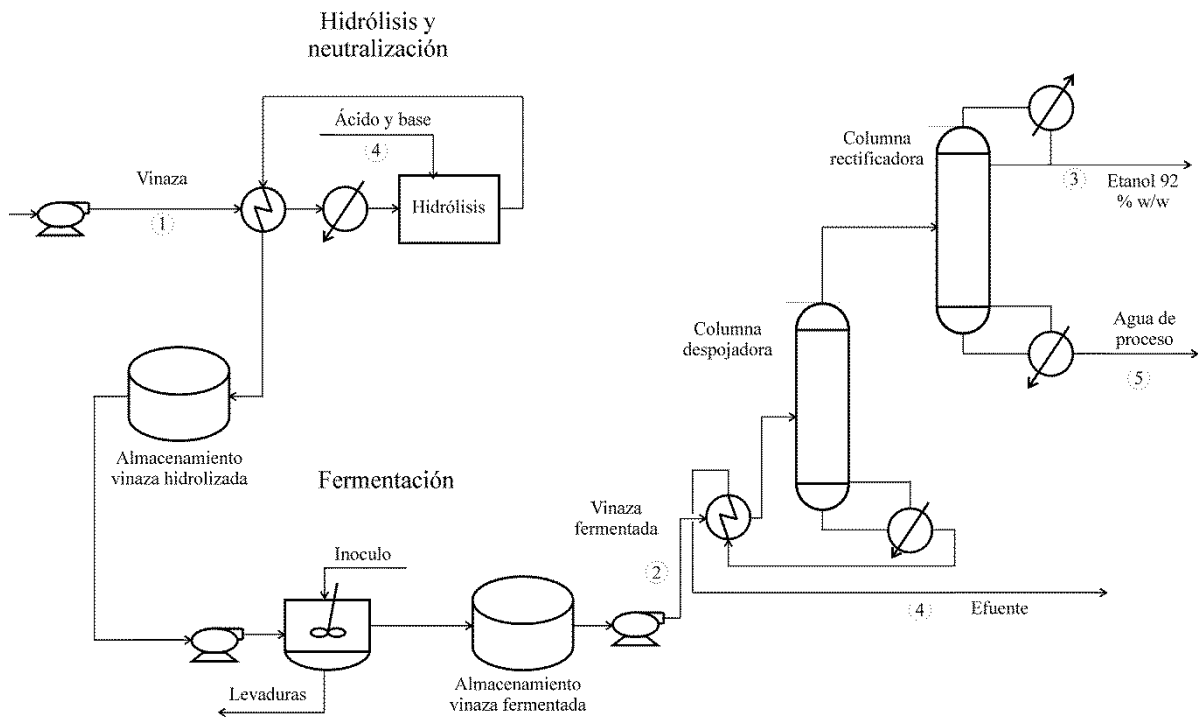 Hidrólisis y
neutralización
Ácido y base
4
Vinaza
1
Hidrólisis
Columna
rectificadora
3
Etanol 92
% w/w
Columna
despojadora
Agua de
proceso
5
Almacenamiento
vinaza hidrolizada
Fermentación
Vinaza
fermentada
2
Inoculo
4
Efuente
Levaduras
Almacenamiento
vinaza fermentada